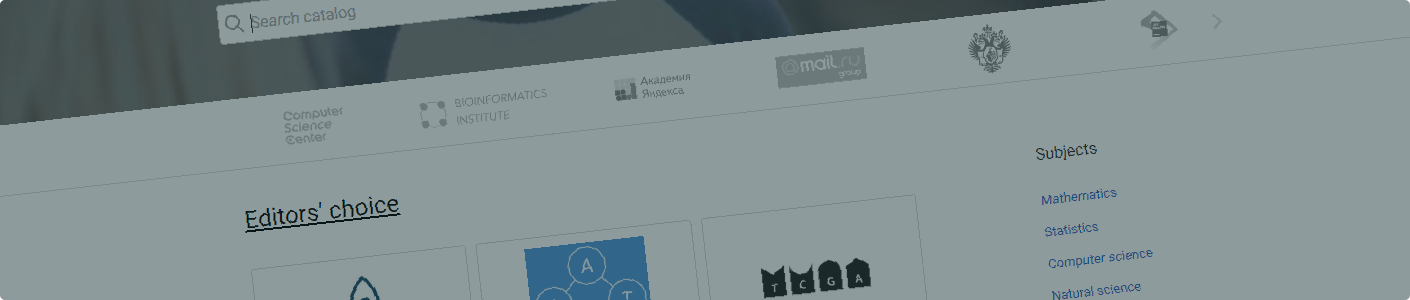 Search catalog
Computer
Science
Center
BIOINFORMATICS
INSTITUTE
Академия
Яндекса
@mail.ru
group
Editors' choice
A
T
T C G A
Subjects
Mathematics
Statistics
Computer science
Natural science